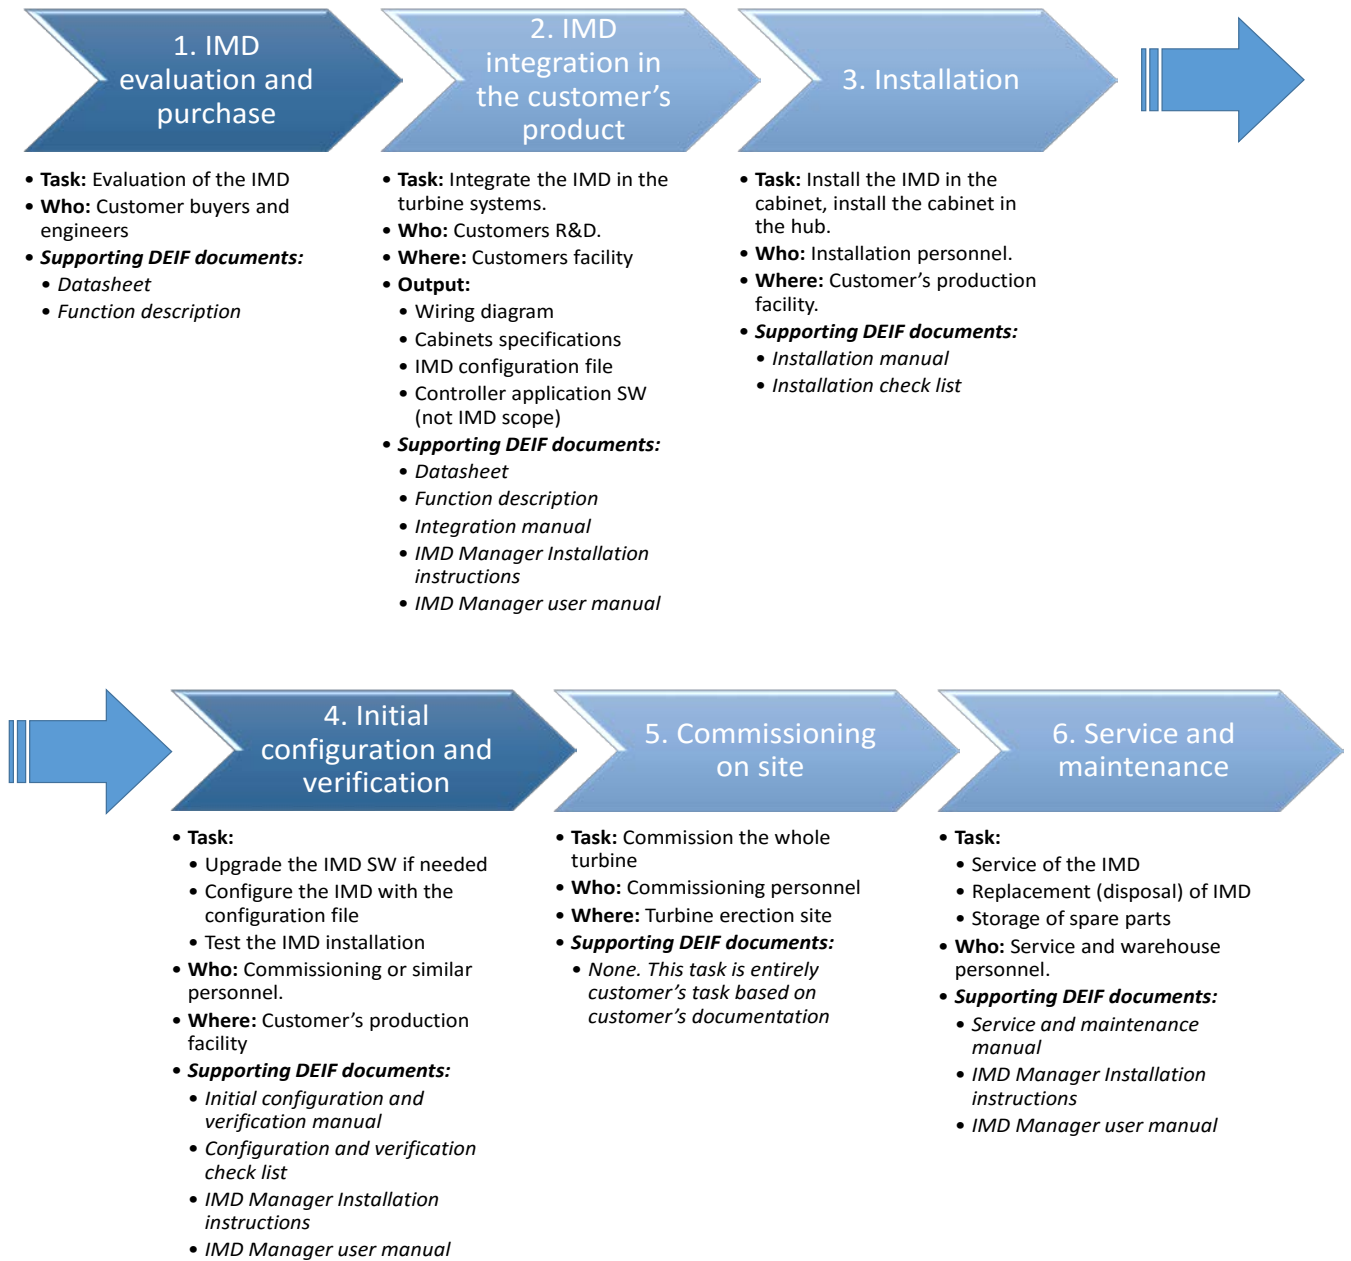 1. IMD
evaluation and
purchase
• Task: Evaluation of the IMD
• Who: Customer buyers and
engineers
• Supporting DEIF documents:
• Datasheet
• Function description
2. IMD
integration in
the customer's
product
• Task: Integrate the IMD in the
turbine systems.
• Who: Customers R&D.
• Where: Customers facility
• Output:
• Wiring diagram
• Cabinets specifications
• IMD configuration file
• Controller application SW
(not IMD scope)
• Supporting DEIF documents:
• Datasheet
• Function description
• Integration manual
• IMD Manager Installation
instructions
• IMD Manager user manual
3. Installation
• Task: Install the IMD in the
cabinet, install the cabinet in
the hub.
• Who: Installation personnel.
• Where: Customer's production
facility.
• Supporting DEIF documents:
• Installation manual
• Installation check list
4. Initial
configuration and
verification
• Task:
• Upgrade the IMD SW if needed
• Configure the IMD with the
configuration file
• Test the IMD installation
• Who: Commissioning or similar
personnel.
• Where: Customer's production
facility
• Supporting DEIF documents:
• Initial configuration and
verification manual
• Configuration and verification
check list
• IMD Manager Installation
instructions
• IMD Manager user manual
5. Commissioning
on site
• Task: Commission the whole
turbine
• Who: Commissioning personnel
• Where: Turbine erection site
• Supporting DEIF documents:
• None. This task is entirely
customer's task based on
customer's documentation
6. Service and
maintenance
• Task:
• Service of the IMD
• Replacement (disposal) of IMD
• Storage of spare parts
• Who: Service and warehouse
personnel.
• Supporting DEIF documents:
• Service and maintenance
manual
• IMD Manager Installation
instructions
• IMD Manager user manual